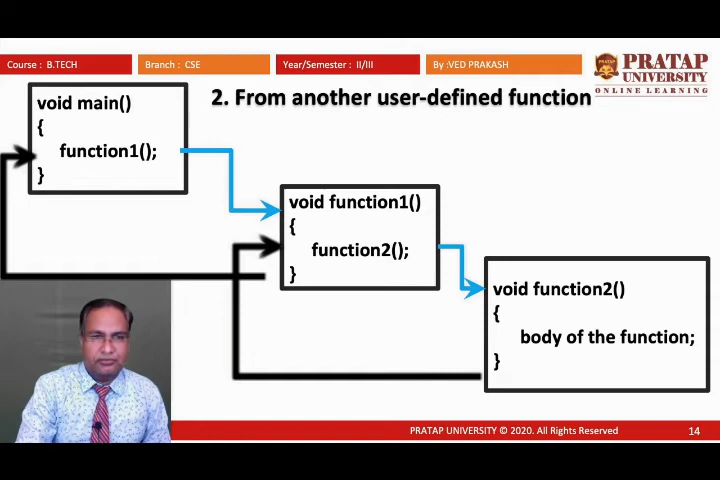 Course : B.TECH
Branch : CSE
Year/Semester : II/III
By :VED PRAKASH
PRATAP
UNIVERSITY
ONLINE LEARNING
2. From another user-defined function
void main()
{
function1();
}
void function1()
{
function2();
}
void function2()
{
body of the function;
}
PRATAP UNIVERSITY © 2020. All Rights Reserved
14